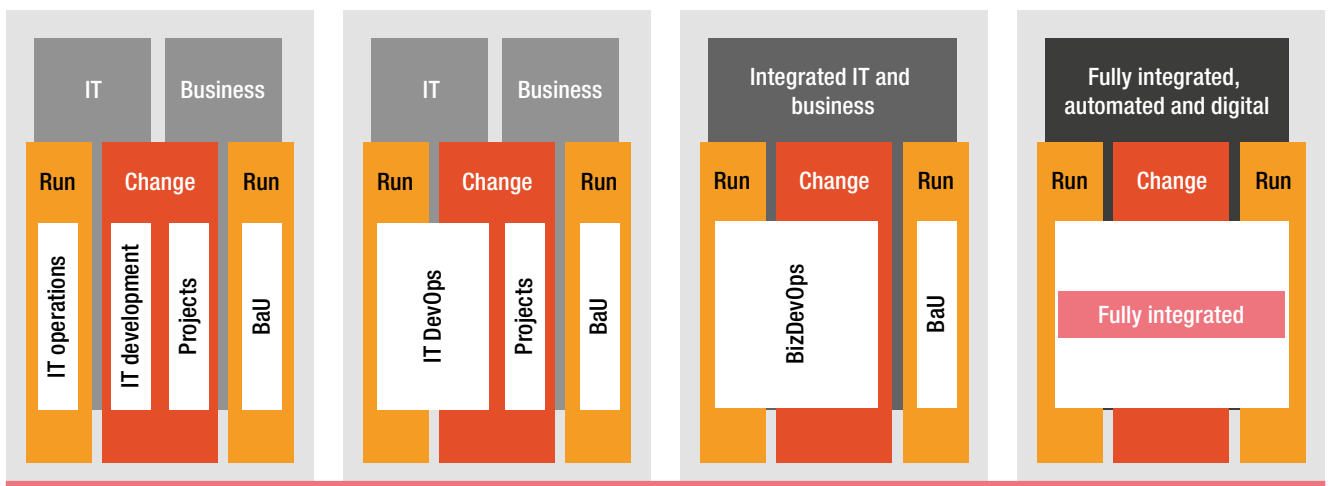 IT
Business
Run
Change
Run
IT operations
IT development
Projects
BaU
IT
Business
Run
Change
Run
IT DevOps
Projects
BaU
Integrated IT and
business
Run
Change
Run
BizDevOps
BaU
Fully integrated,
automated and digital
Run
Change
Run
Fully integrated